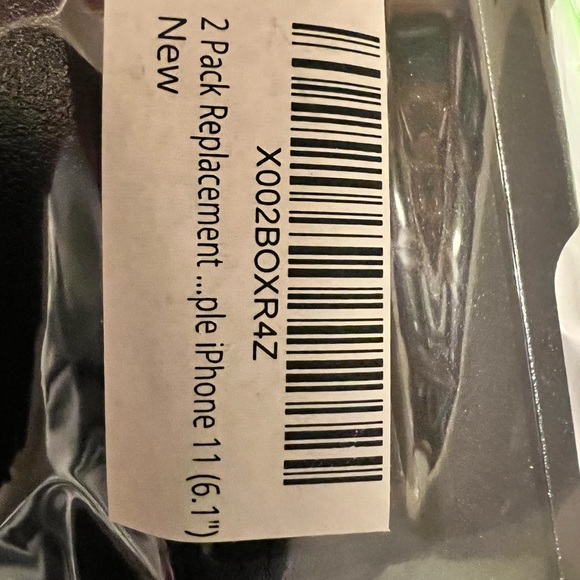 X002BOXR4Z
2 Pack Replacement ...ple iPhone 11 (6.1")
New